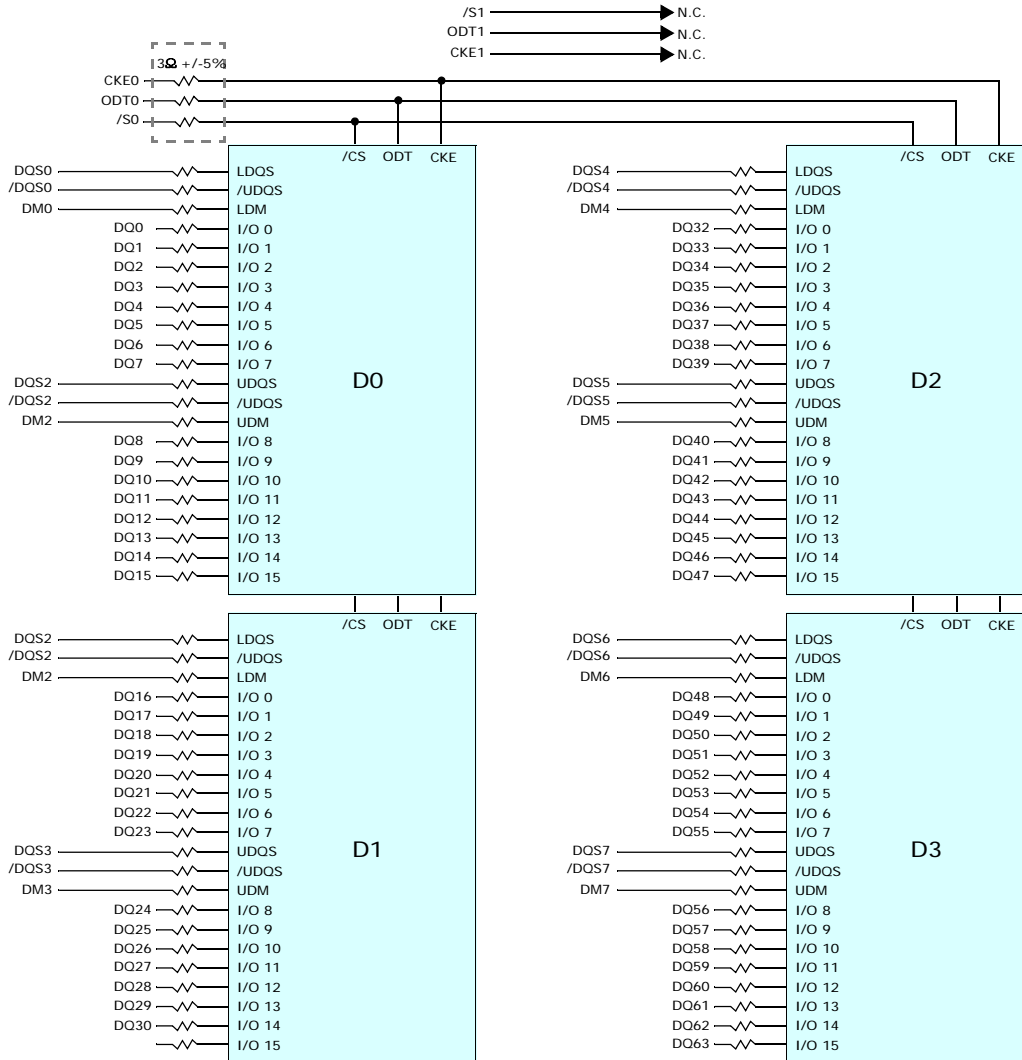 /S1 N.C.
ODT1 N.C.
CKE1 N.C.
3Ω +/-5%
CKE0
ODT0
/S0
/CS ODT CKE
DQS0 LDQS
/DQS0 /UDQS
DM0 LDM
DQ0 I/O 0
DQ1 I/O 1
DQ2 I/O 2
DQ3 I/O 3
DQ4 I/O 4
DQ5 I/O 5
DQ6 I/O 6
DQ7 I/O 7
D0
DQS2 UDQS
/DQS2 /UDQS
DM2 UDM
DQ8 I/O 8
DQ9 I/O 9
DQ10 I/O 10
DQ11 I/O 11
DQ12 I/O 12
DQ13 I/O 13
DQ14 I/O 14
DQ15 I/O 15
/CS ODT CKE
DQS4 LDQS
/DQS4 /UDQS
DM4 LDM
DQ32 I/O 0
DQ33 I/O 1
DQ34 I/O 2
DQ35 I/O 3
DQ36 I/O 4
DQ37 I/O 5
DQ38 I/O 6
DQ39 I/O 7
D2
DQS5 UDQS
/DQS5 /UDQS
DM5 UDM
DQ40 I/O 8
DQ41 I/O 9
DQ42 I/O 10
DQ43 I/O 11
DQ44 I/O 12
DQ45 I/O 13
DQ46 I/O 14
DQ47 I/O 15
/CS ODT CKE
DQS2 LDQS
/DQS2 /UDQS
DM2 LDM
DQ16 I/O 0
DQ17 I/O 1
DQ18 I/O 2
DQ19 I/O 3
DQ20 I/O 4
DQ21 I/O 5
DQ22 I/O 6
DQ23 I/O 7
D1
DQS3 UDQS
/DQS3 /UDQS
DM3 UDM
DQ24 I/O 8
DQ25 I/O 9
DQ26 I/O 10
DQ27 I/O 11
DQ28 I/O 12
DQ29 I/O 13
DQ30 I/O 14
I/O 15
/CS ODT CKE
DQS6 LDQS
/DQS6 /UDQS
DM6 LDM
DQ48 I/O 0
DQ49 I/O 1
DQ50 I/O 2
DQ51 I/O 3
DQ52 I/O 4
DQ53 I/O 5
DQ54 I/O 6
DQ55 I/O 7
D3
DQS7 UDQS
/DQS7 /UDQS
DM7 UDM
DQ56 I/O 8
DQ57 I/O 9
DQ58 I/O 10
DQ59 I/O 11
DQ60 I/O 12
DQ61 I/O 13
DQ62 I/O 14
DQ63 I/O 15